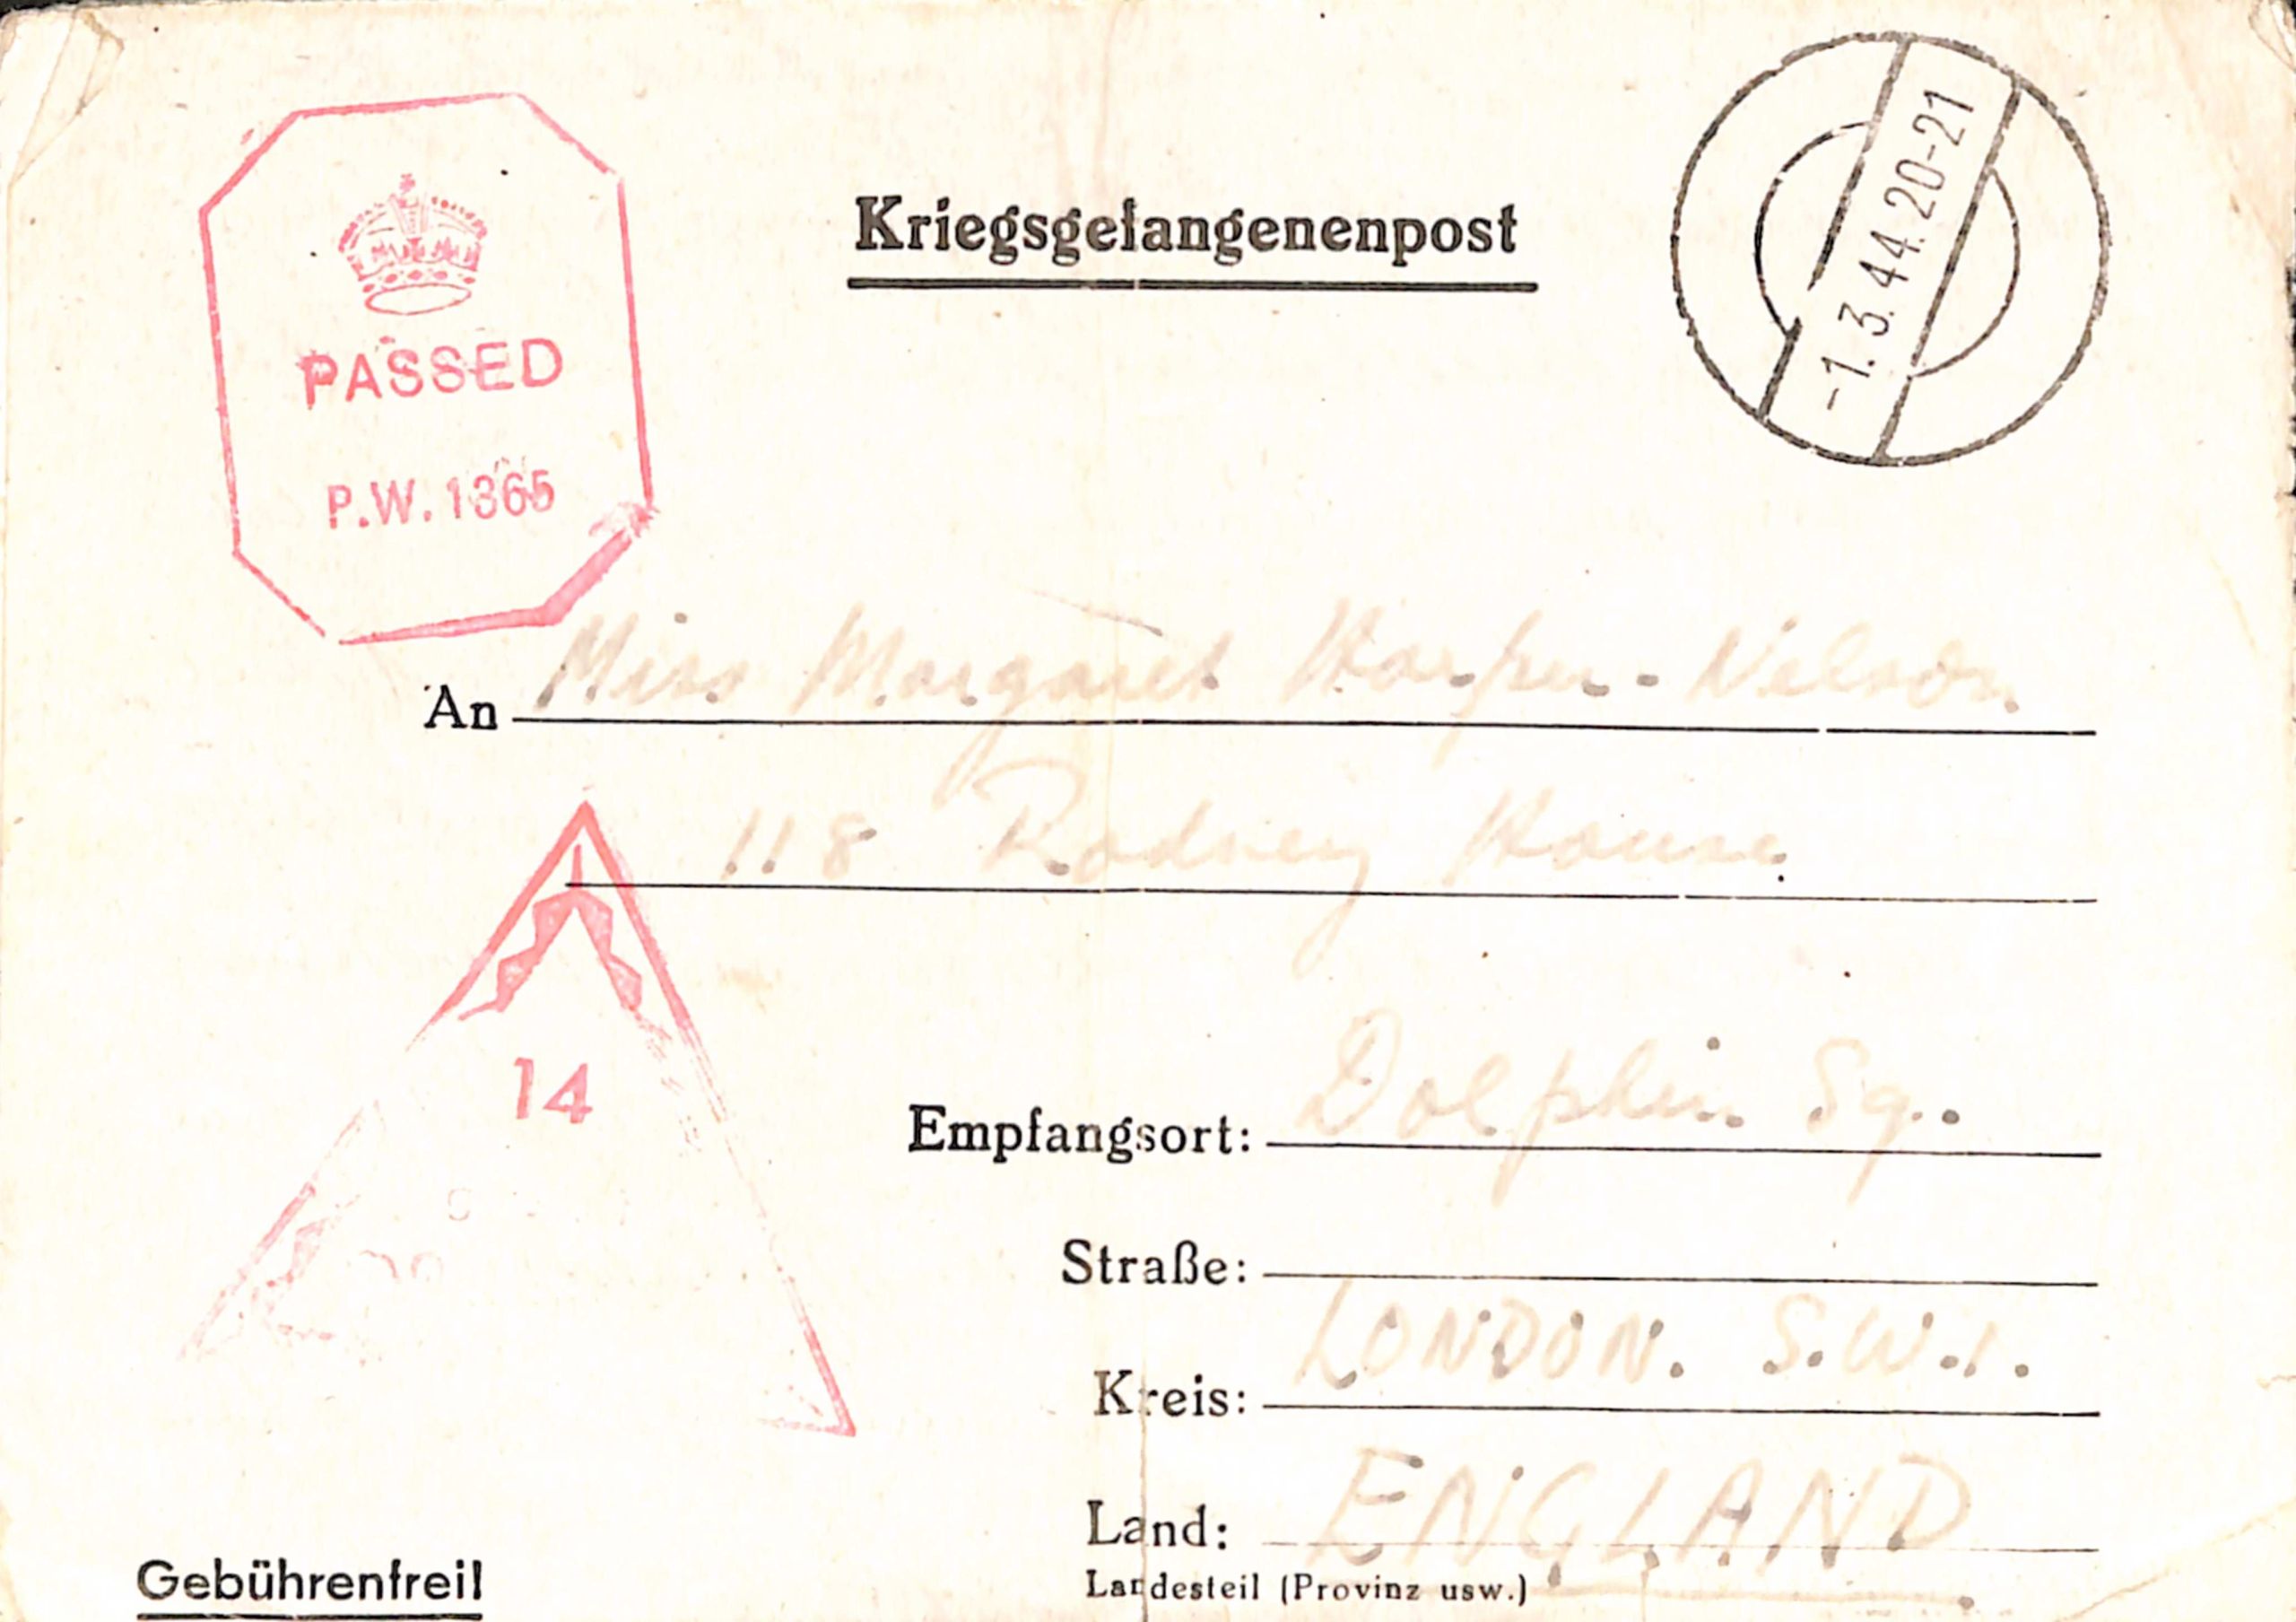 PASSED
P.W. 1365
Kriegsgefangenenpost
-1.3.44.20-21
An Miss Margaret Harper-Nelson
118 Rodney House
14
Empfangsort: Dolphin Sq.
Straße:
LONDON. S.W.1.
Kreis:
Land: ENGLAND
Landesteil (Provinz usw.)
Gebührenfrei!